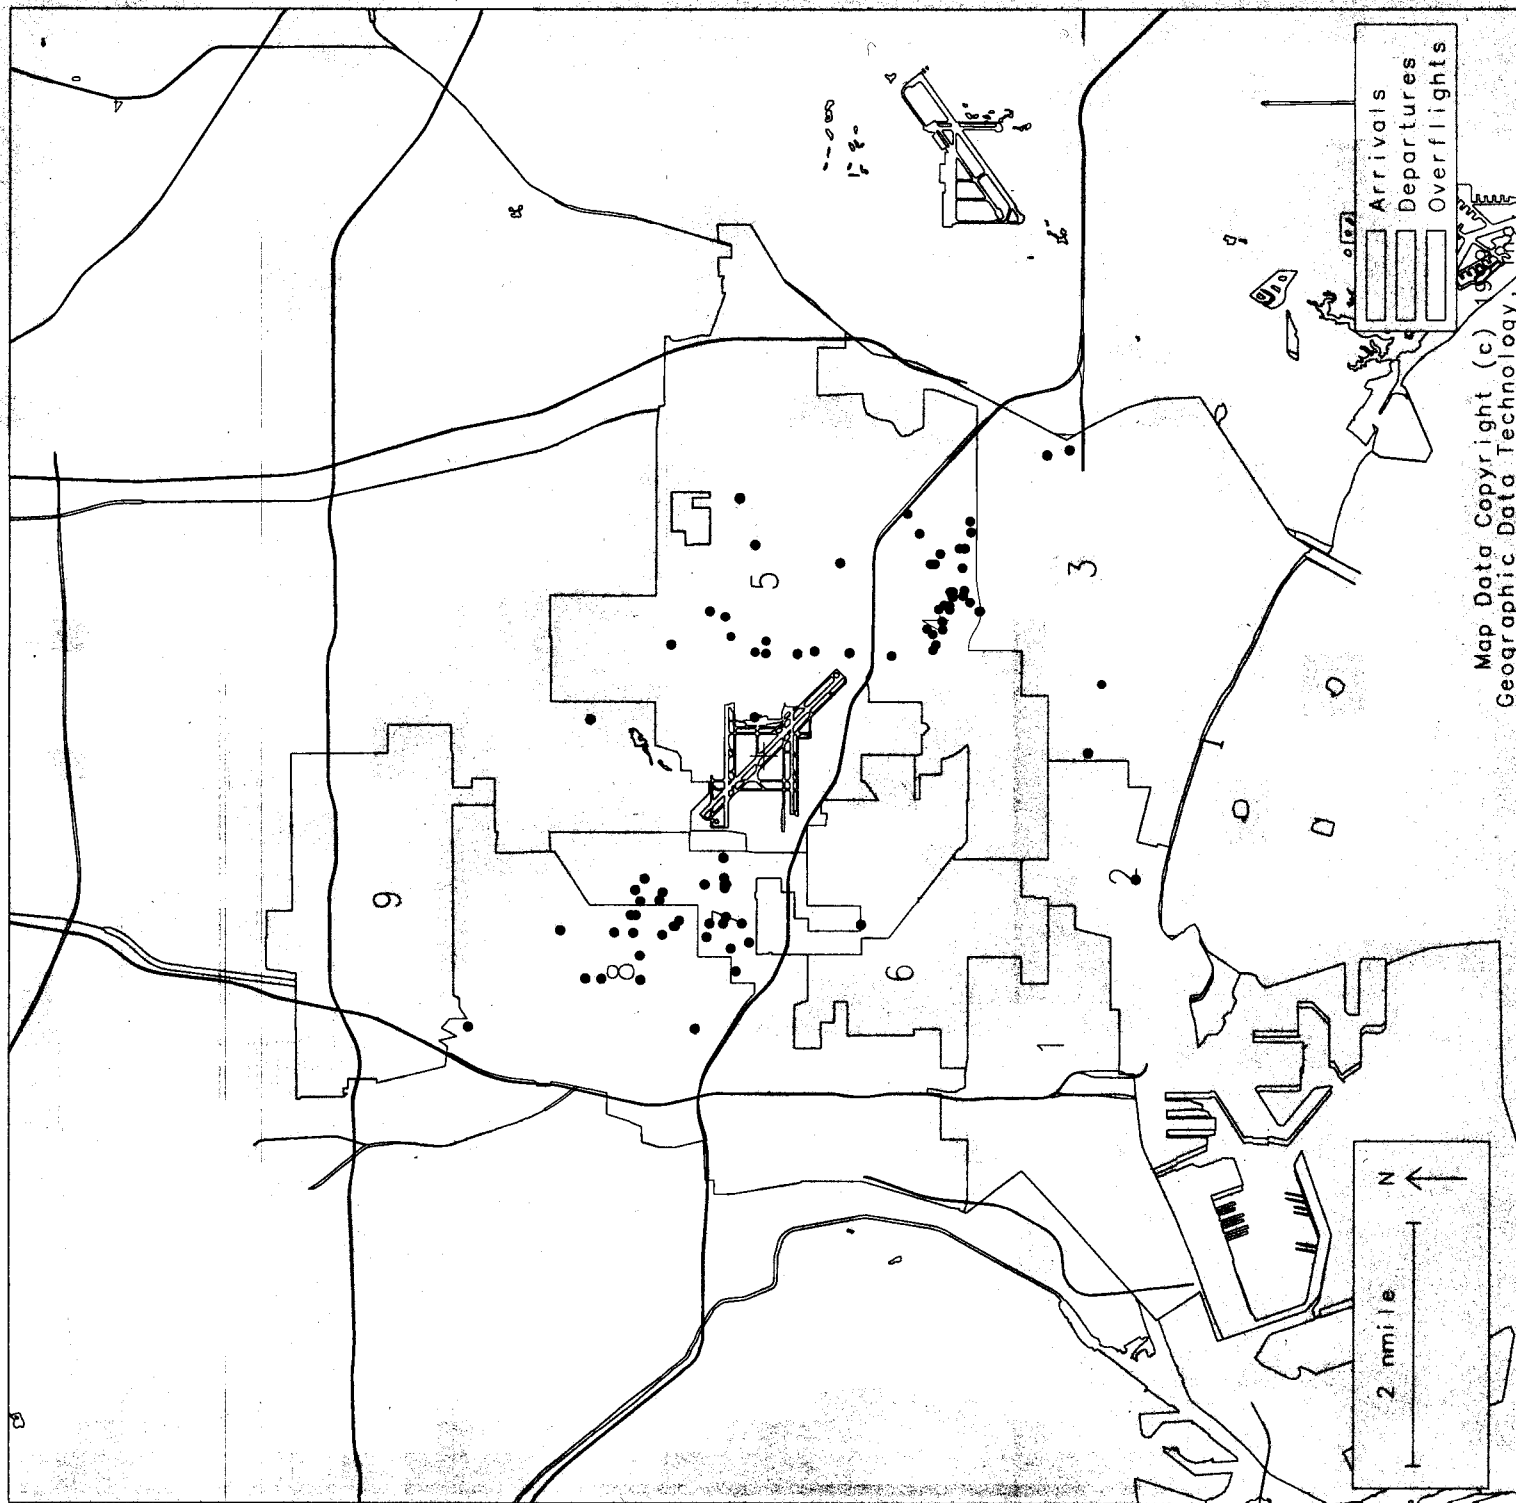 Arrivals
Departures
Overflights
Map Data Copyright (c)
Geographic Data Technology,
9
8
5
6
3
2
1
N
2 nmile